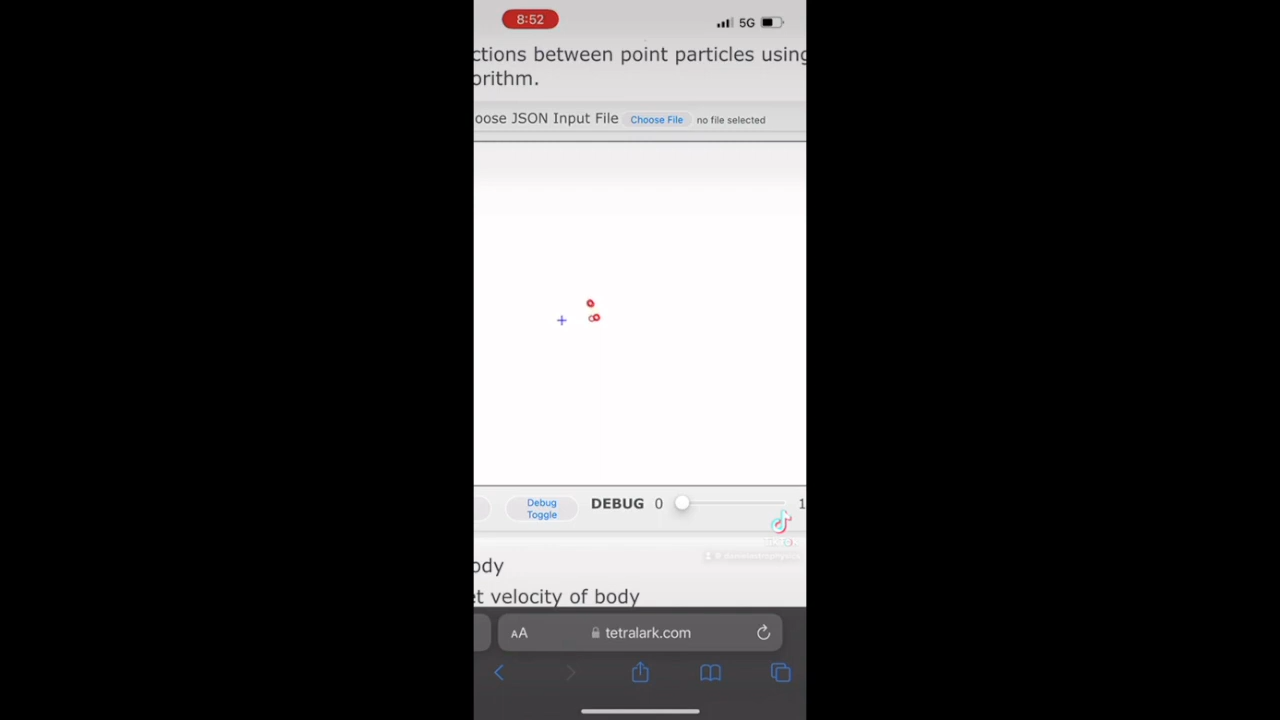 8:52
5G
ctions between point particles using
orithm.
oose JSON Input File Choose File no file selected
Debug
Toggle
DEBUG 0 1
ody
et velocity of body
AA tetralark.com